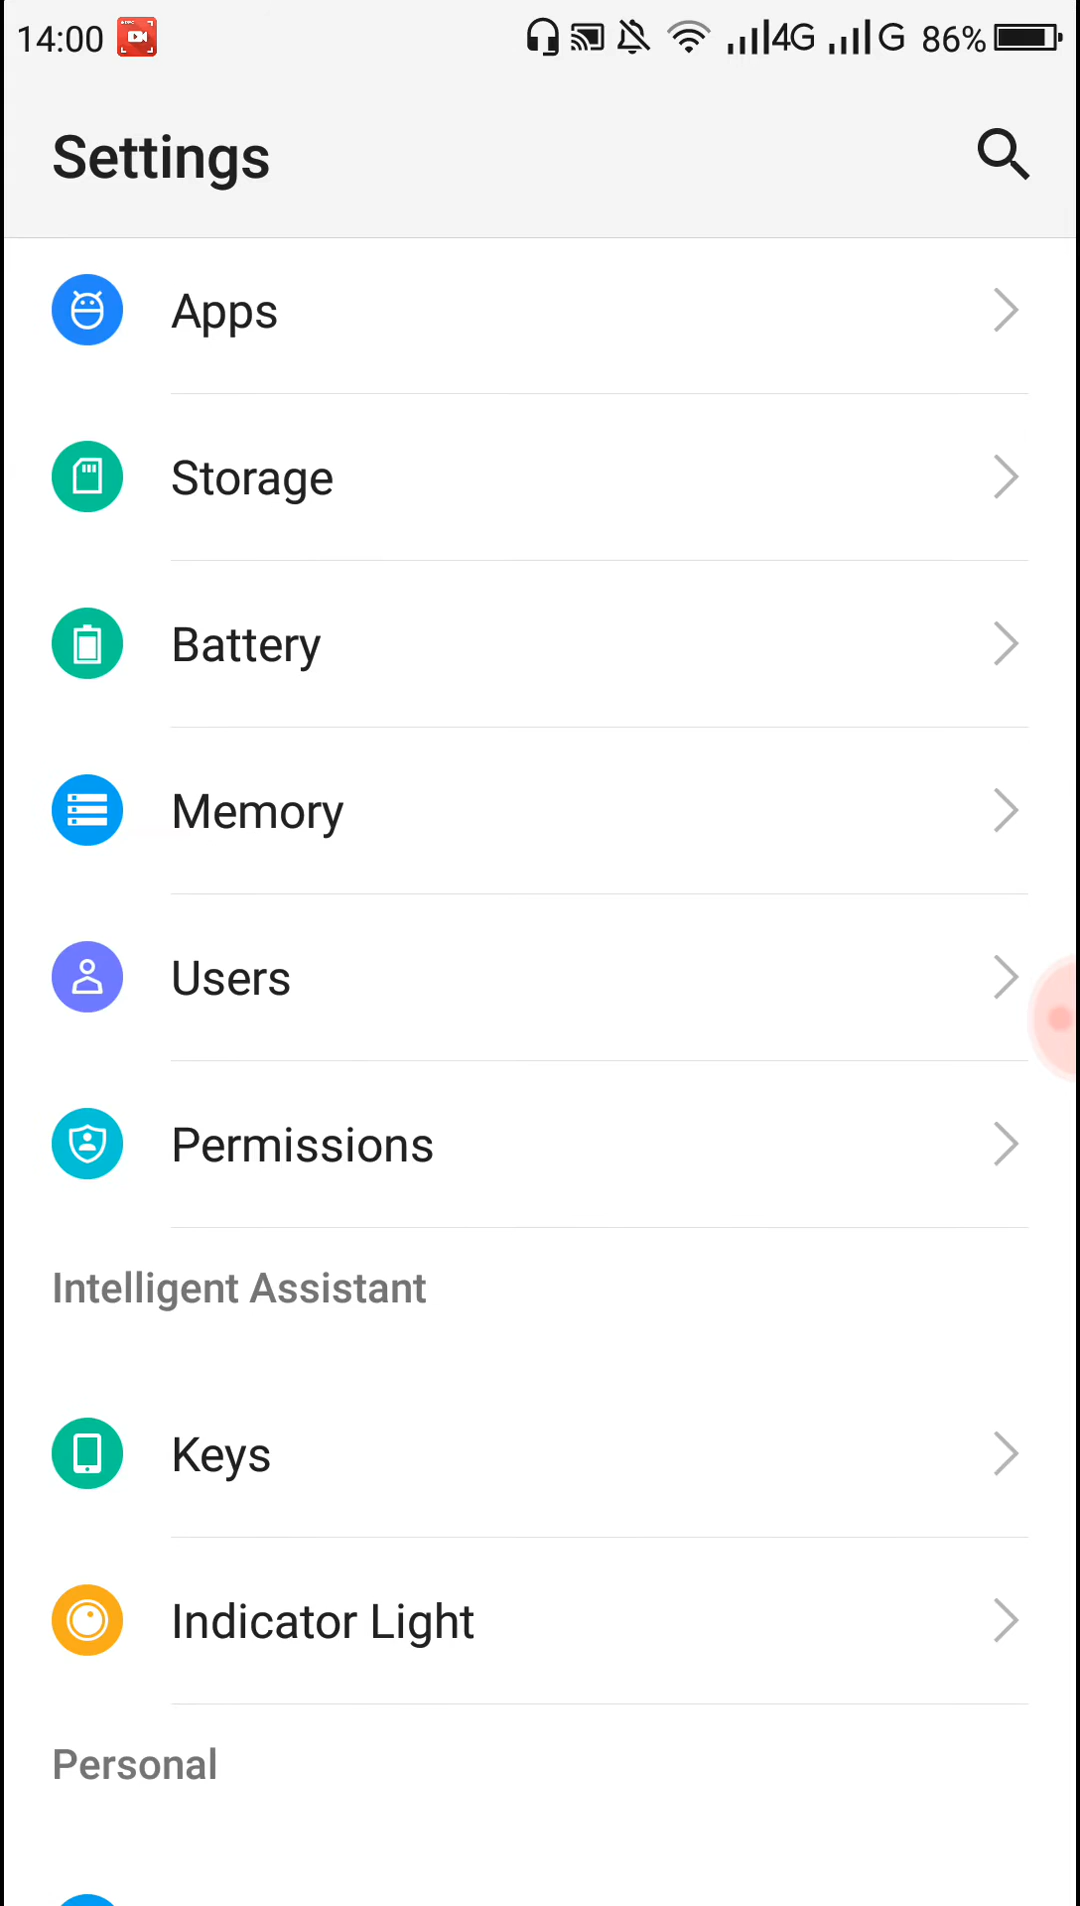 14:00 4G G 86%
Settings
Apps
Storage
Battery
Memory
Users
Permissions
Intelligent Assistant
Keys
Indicator Light
Personal